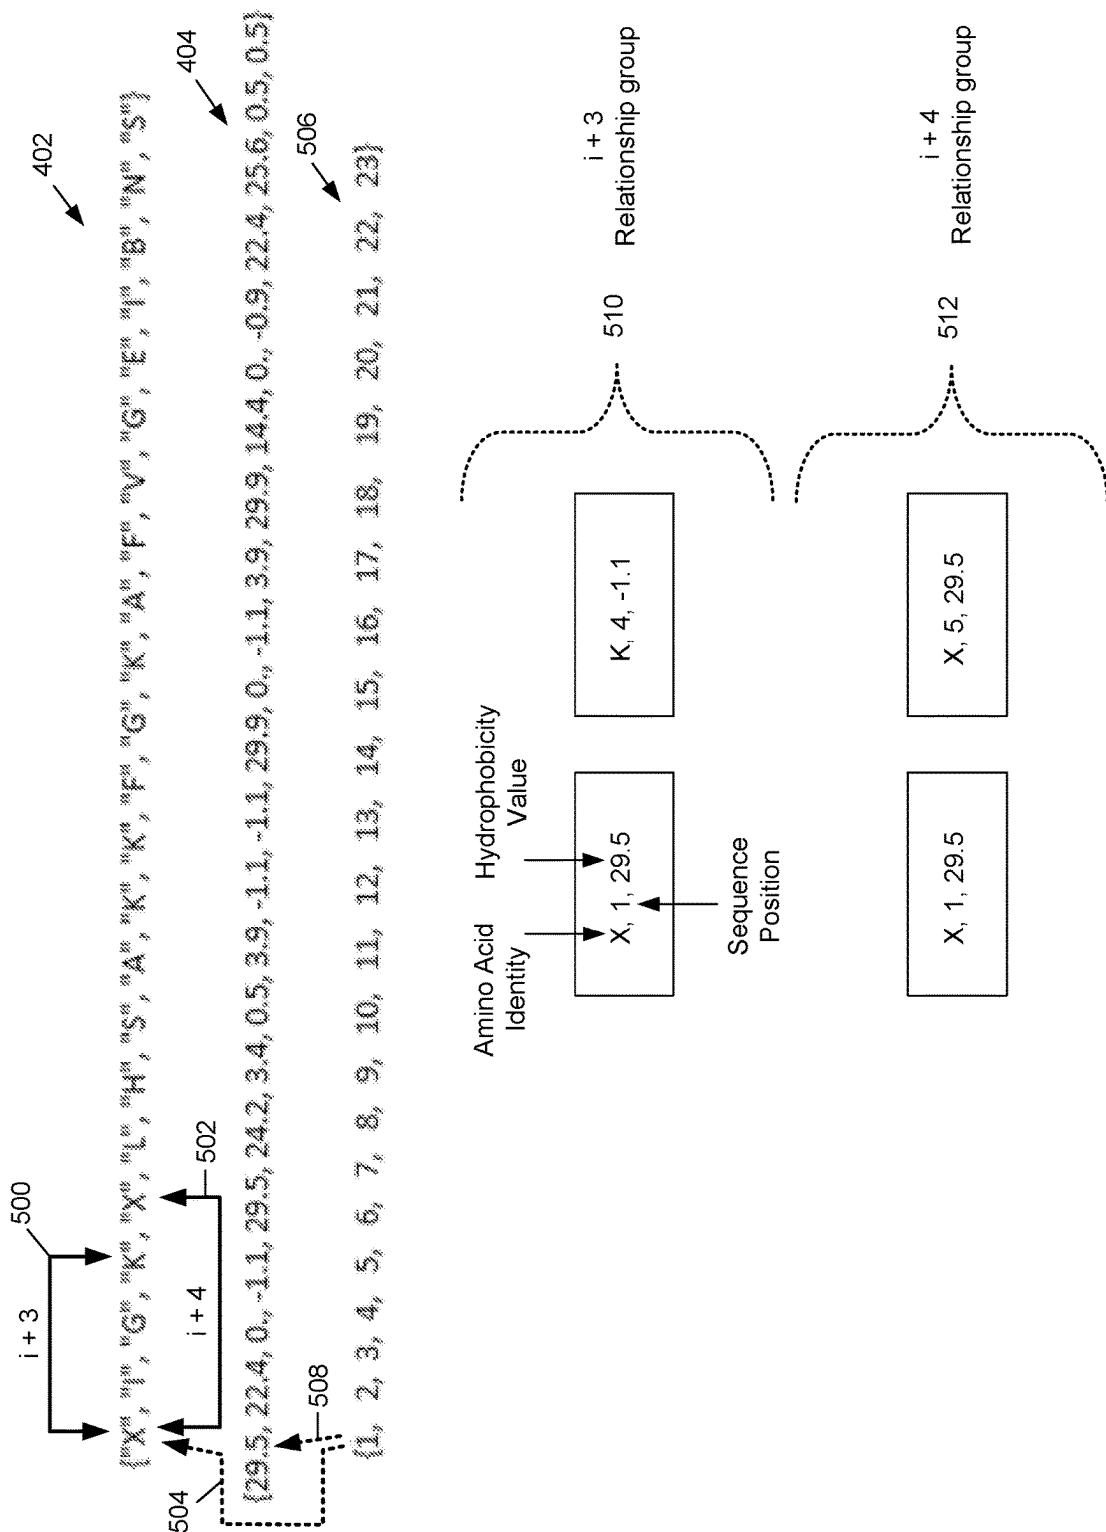 500
i + 3
402
{"X", "I", "G", "K", "X", "L", "H", "S", "A", "K", "K", "F", "G", "K", "A", "F", "V", "G", "E", "I", "B", "N", "S"}
i + 4
502
404
504
{29.5, 22.4, 0., -1.1, 29.5, 24.2, 3.4, 0.5, 3.9, -1.1, -1.1, 29.9, 0., -1.1, 3.9, 29.9, 14.4, 0., -0.9, 22.4, 25.6, 0.5, 0.5}
508
506
{1, 2, 3, 4, 5, 6, 7, 8, 9, 10, 11, 12, 13, 14, 15, 16, 17, 18, 19, 20, 21, 22, 23}
Amino Acid
Identity
Hydrophobicity
Value
X, 1, 29.5
K, 4, -1.1
510
i + 3
Relationship group
Sequence
Position
X, 1, 29.5
X, 5, 29.5
512
i + 4
Relationship group